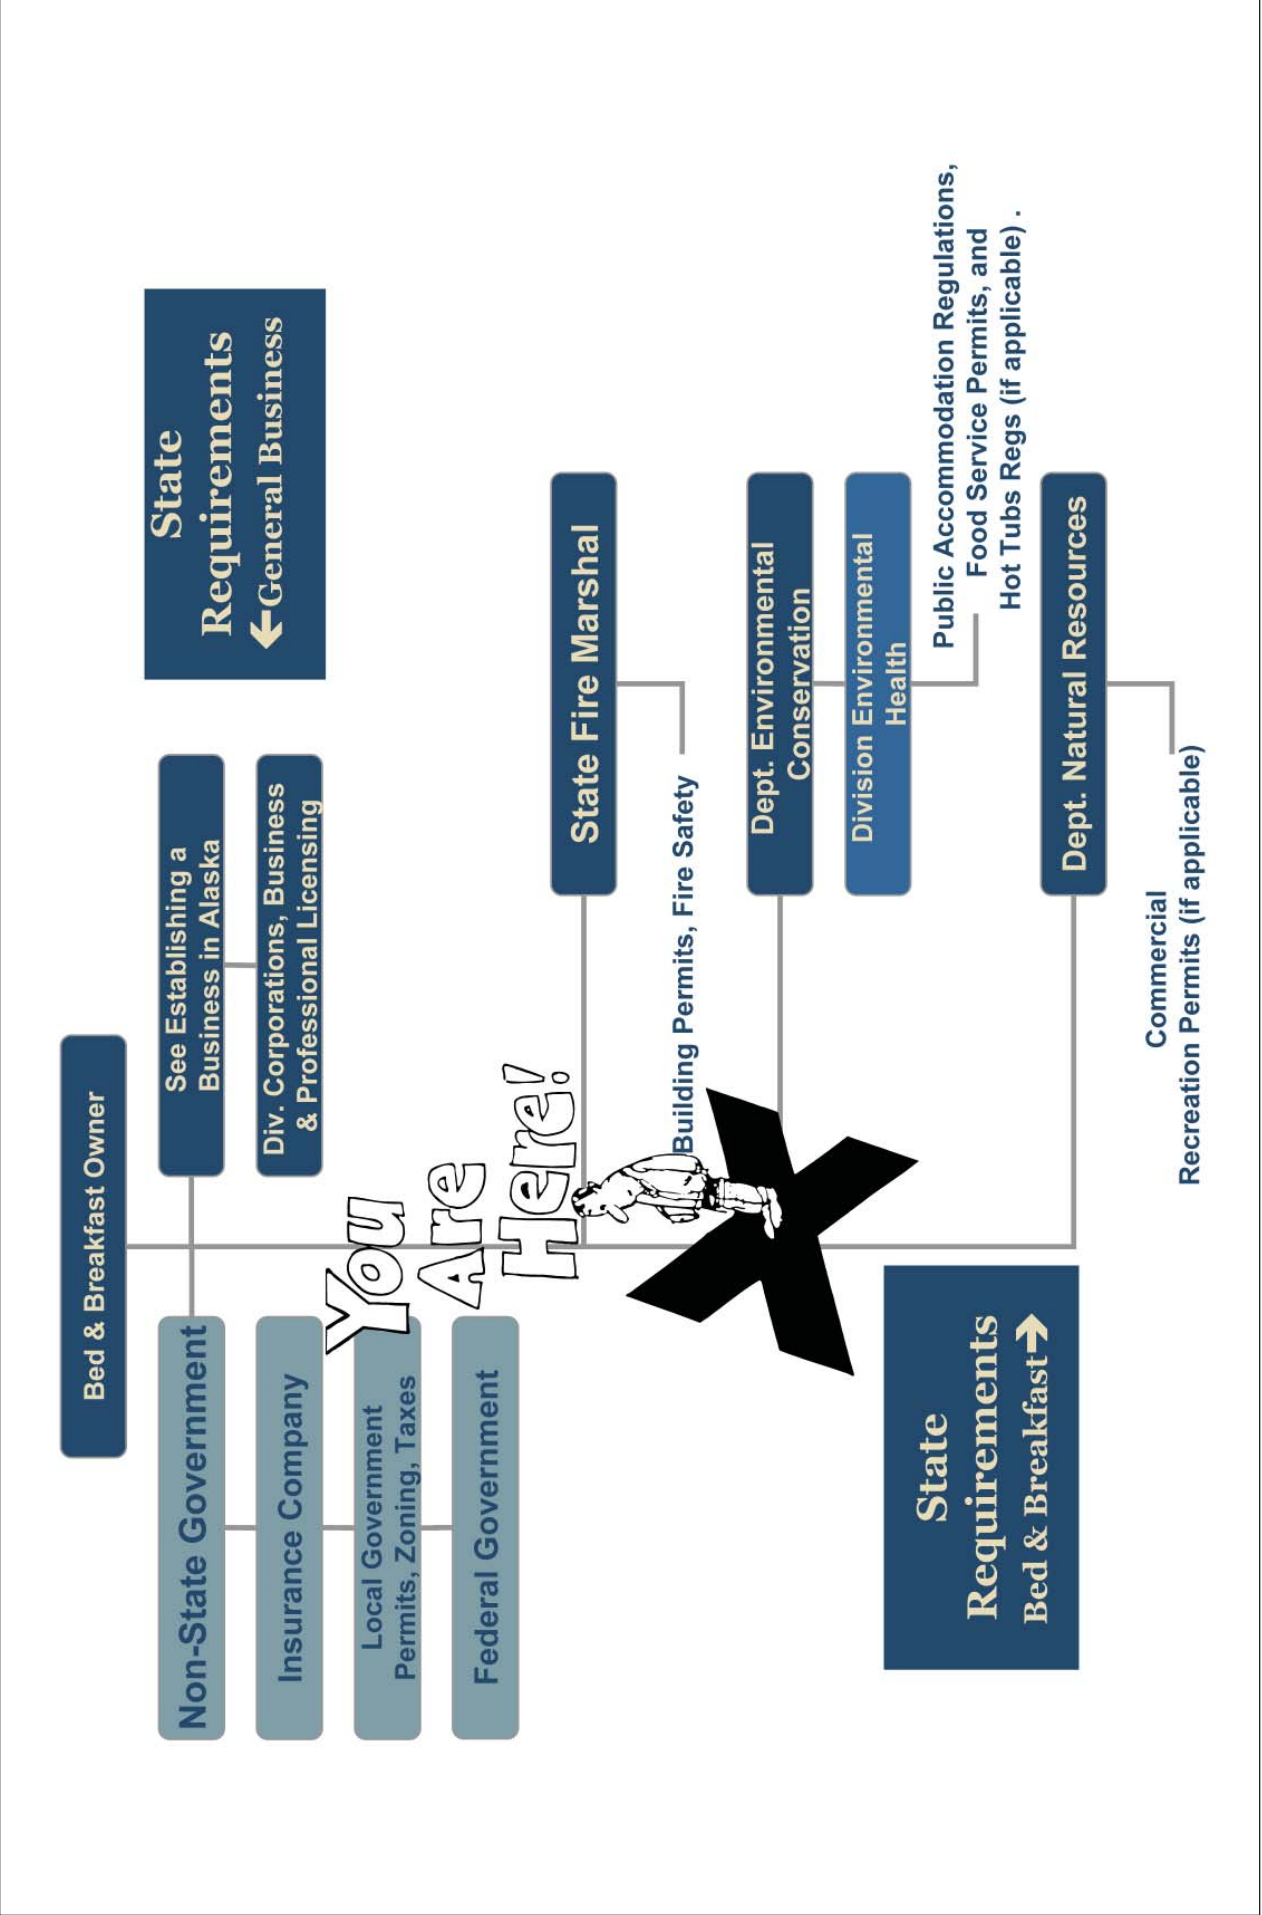 Bed & Breakfast Owner
Non-State Government
Insurance Company
Local Government
Permits, Zoning, Taxes
Federal Government
See Establishing a
Business in Alaska
Div. Corporations, Business
& Professional Licensing
State
Requirements
←General Business
You
Are
Here!
State Fire Marshal
Building Permits, Fire Safety
Dept. Environmental
Conservation
Division Environmental
Health
Public Accommodation Regulations,
Food Service Permits, and
Hot Tubs Regs (if applicable) .
State
Requirements
Bed & Breakfast→
Dept. Natural Resources
Commercial
Recreation Permits (if applicable)